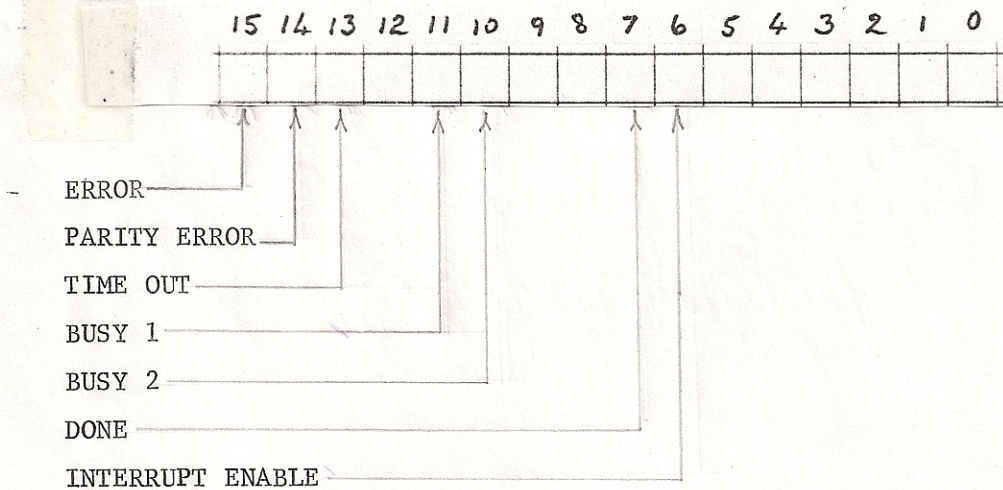 15 14 13 12 11 10 9 8 7 6 5 4 3 2 1 0
ERROR
PARITY ERROR
TIME OUT
BUSY 1
BUSY 2
DONE
INTERRUPT ENABLE